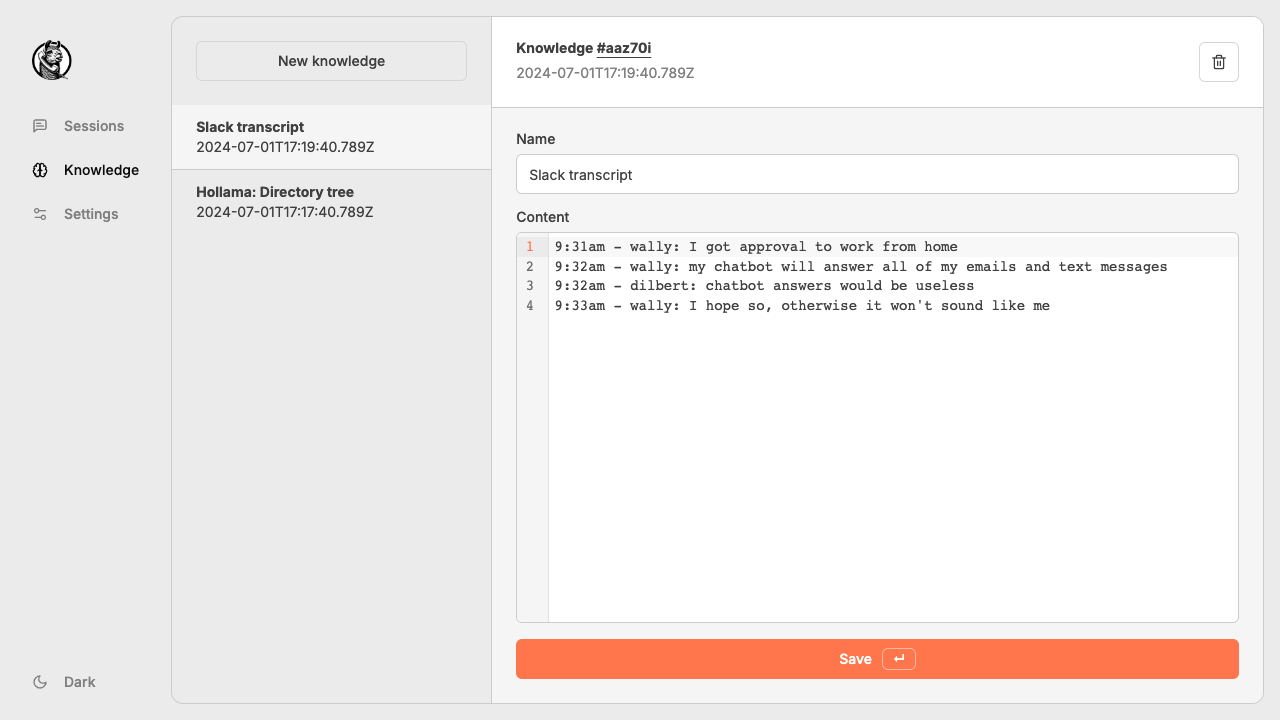 Sessions
Knowledge
Settings
Dark
New knowledge
Slack transcript
2024-07-01T17:19:40.789Z
Hollama: Directory tree
2024-07-01T17:17:40.789Z
Knowledge #aaz70i
2024-07-01T17:19:40.789Z
Name
Slack transcript
Content
1 9:31am - wally: I got approval to work from home
2 9:32am - wally: my chatbot will answer all of my emails and text messages
3 9:32am - dilbert: chatbot answers would be useless
4 9:33am - wally: I hope so, otherwise it won't sound like me
Save ↵